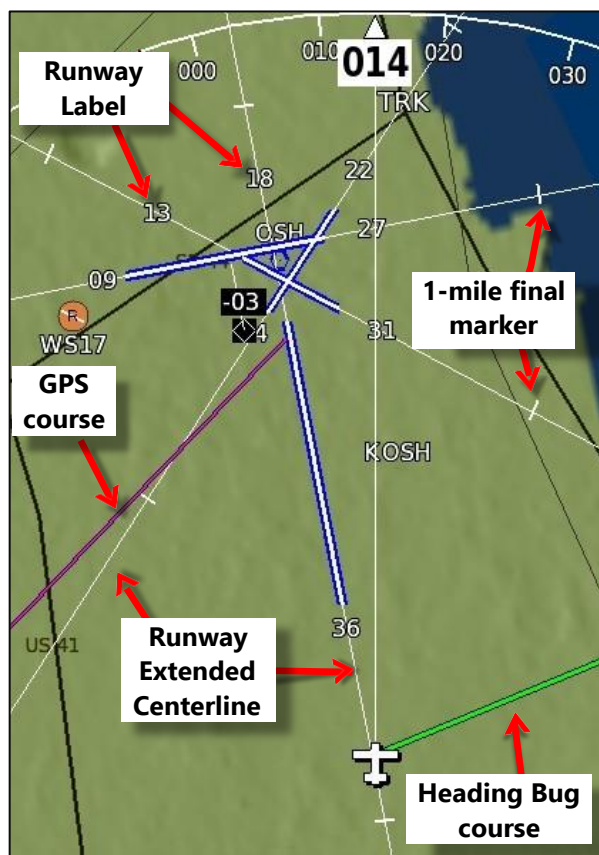 010
020
000
014
030
Runway
Label
TRK
18
22
13
27
OSH
09
-03
1-mile final
marker
R
4
31
WS17
GPS
course
KOSH
36
Runway
Extended
Centerline
US 41
Heading Bug
course